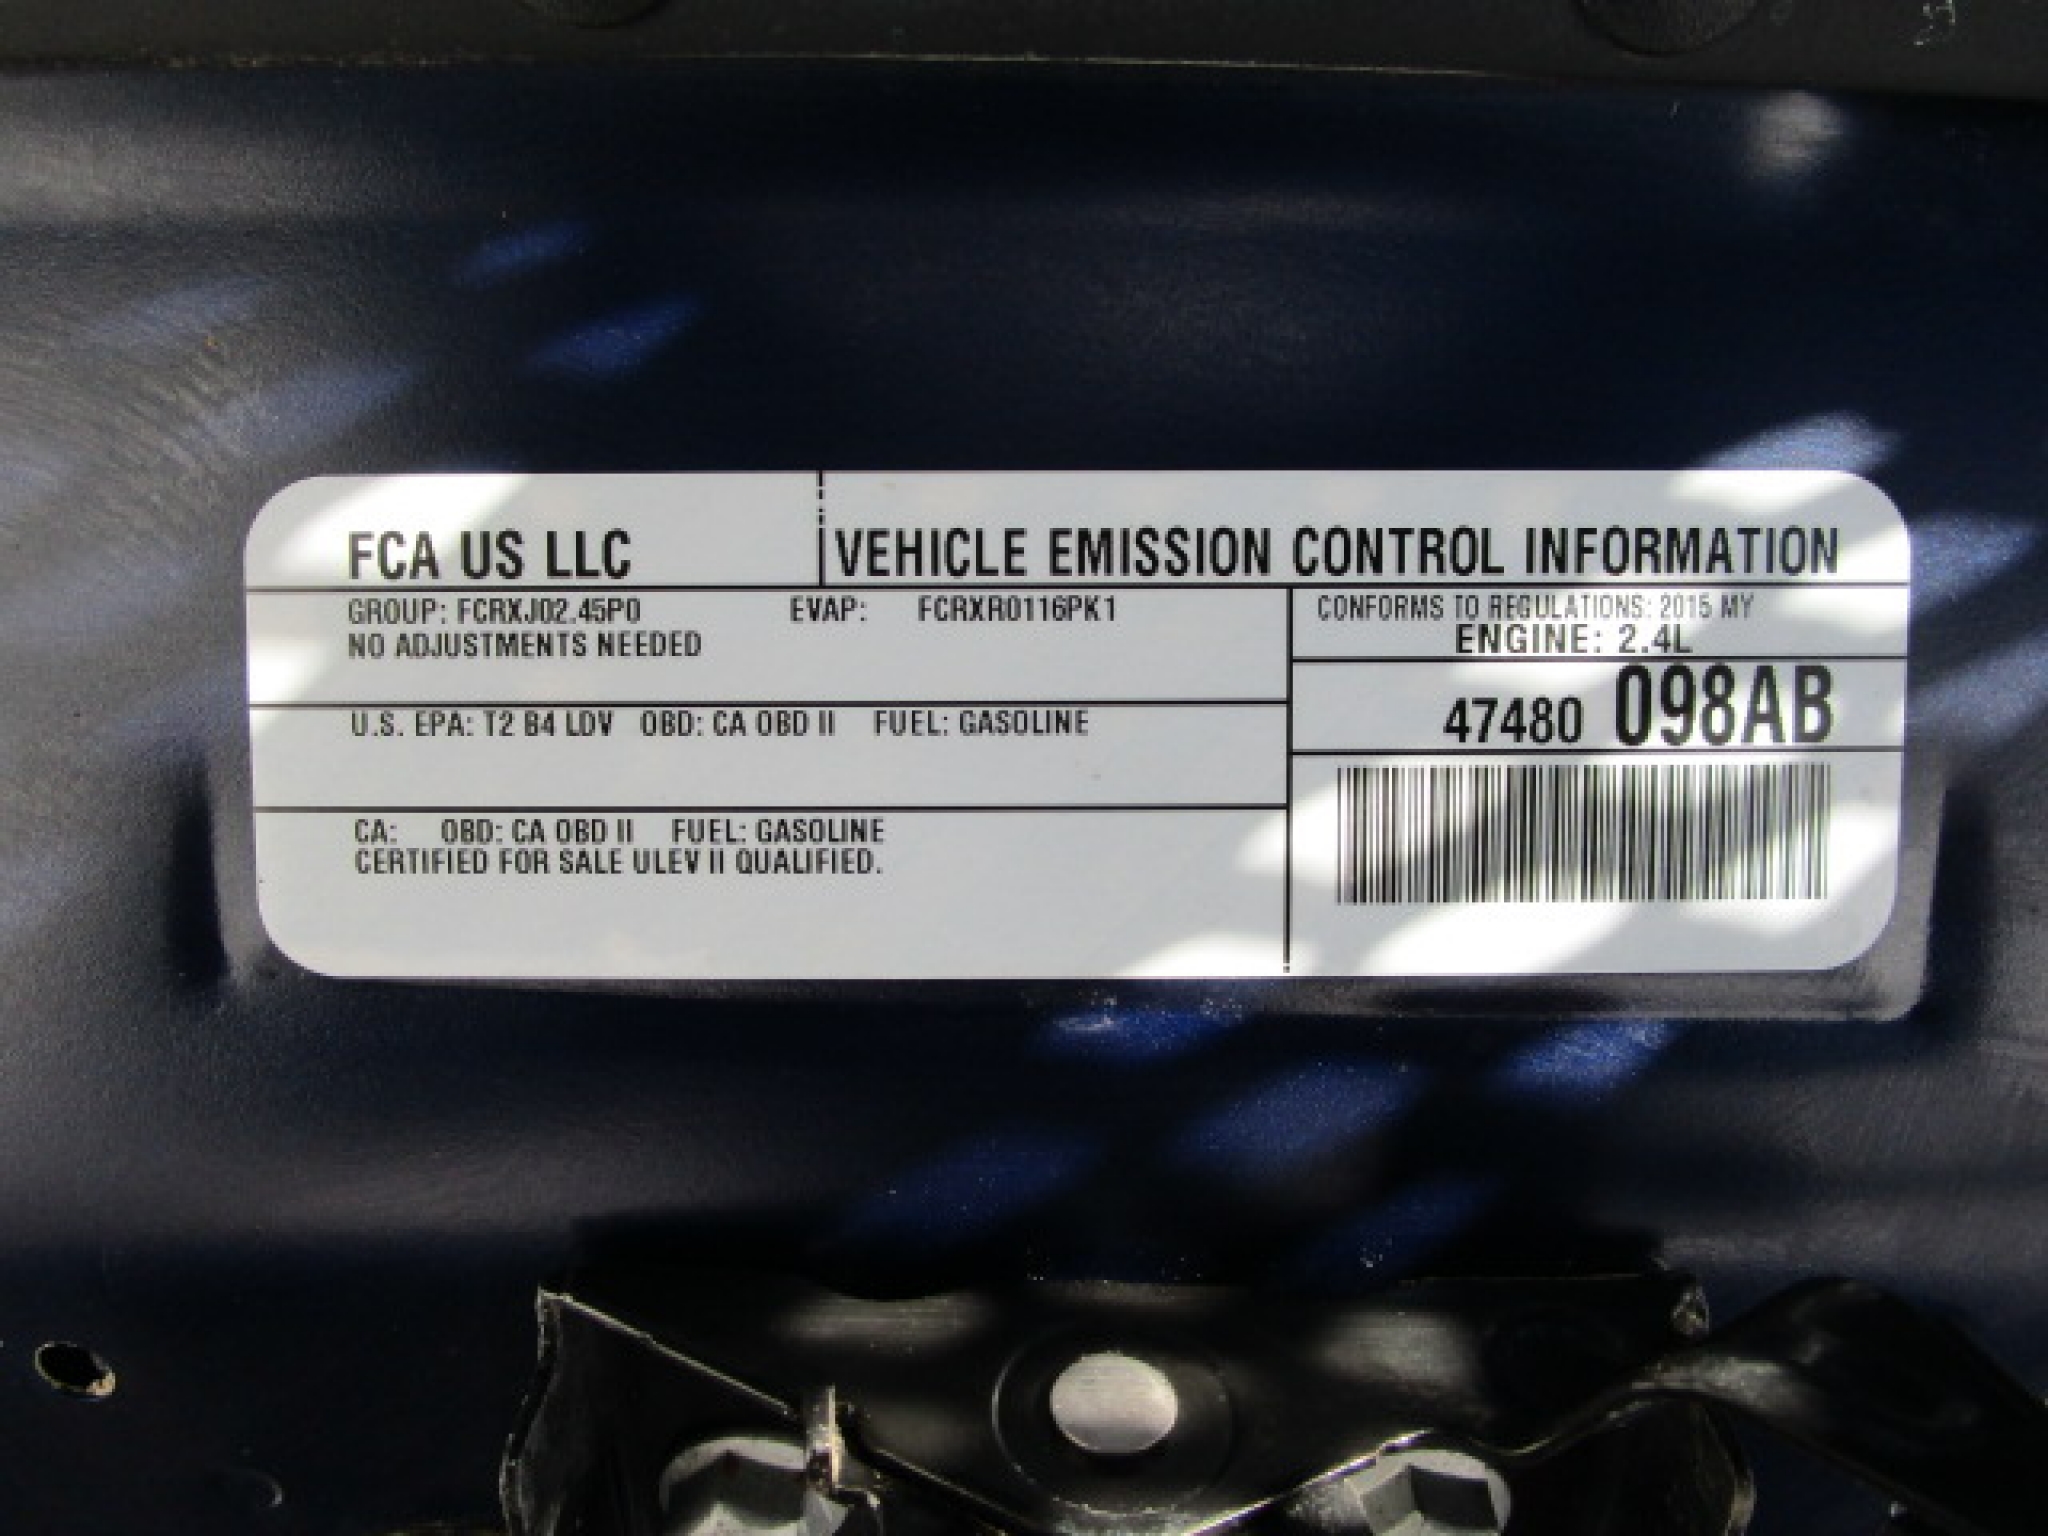 FCA US LLC
VEHICLE EMISSION CONTROL INFORMATION
GROUP: FCRXJ02.45P0 EVAP: FCRXR0116PK1
NO ADJUSTMENTS NEEDED
CONFORMS TO REGULATIONS: 2015 MY
ENGINE: 2.4L
47480 098AB
U.S. EPA: T2 B4 LDV OBD: CA OBD II FUEL: GASOLINE
CA: OBD: CA OBD II FUEL: GASOLINE
CERTIFIED FOR SALE ULEV II QUALIFIED.